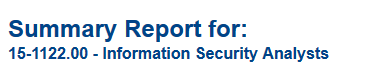 Summary Report for:
15-1122.00 - Information Security Analysts